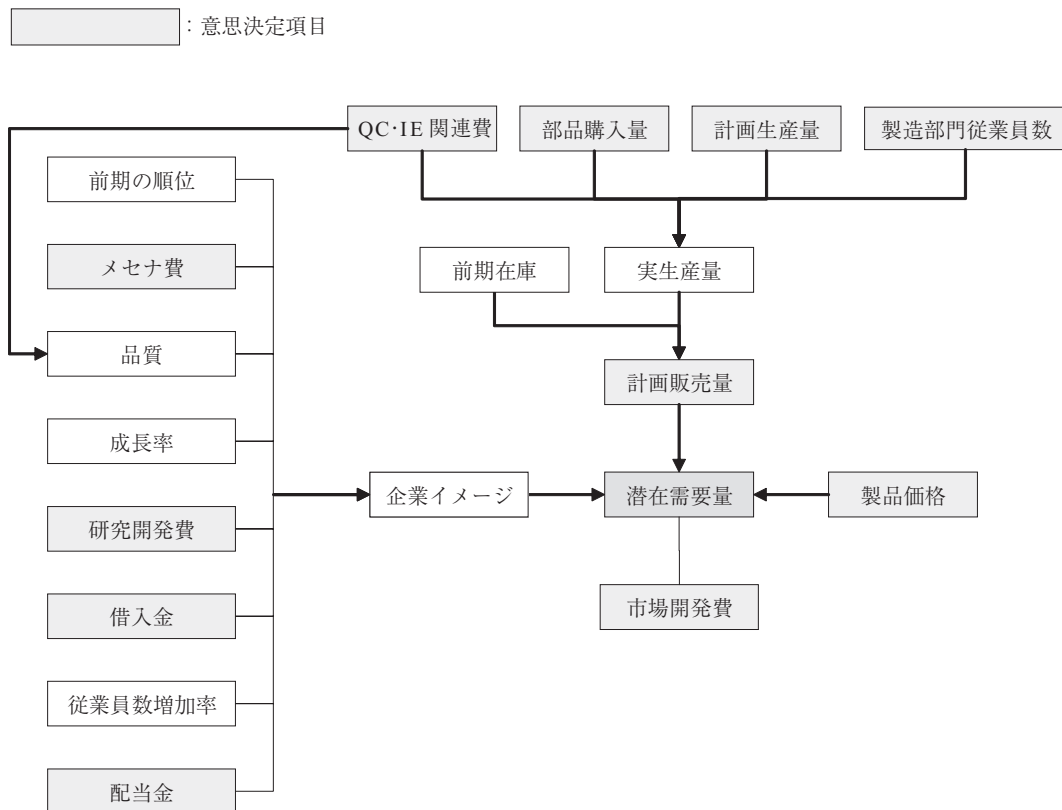 ：意思決定項目
QC・IE 関連費
部品購入量
計画生産量
製造部門従業員数
前期の順位
メセナ費
前期在庫
実生産量
品質
計画販売量
成長率
企業イメージ
潜在需要量
製品価格
研究開発費
市場開発費
借入金
従業員数増加率
配当金